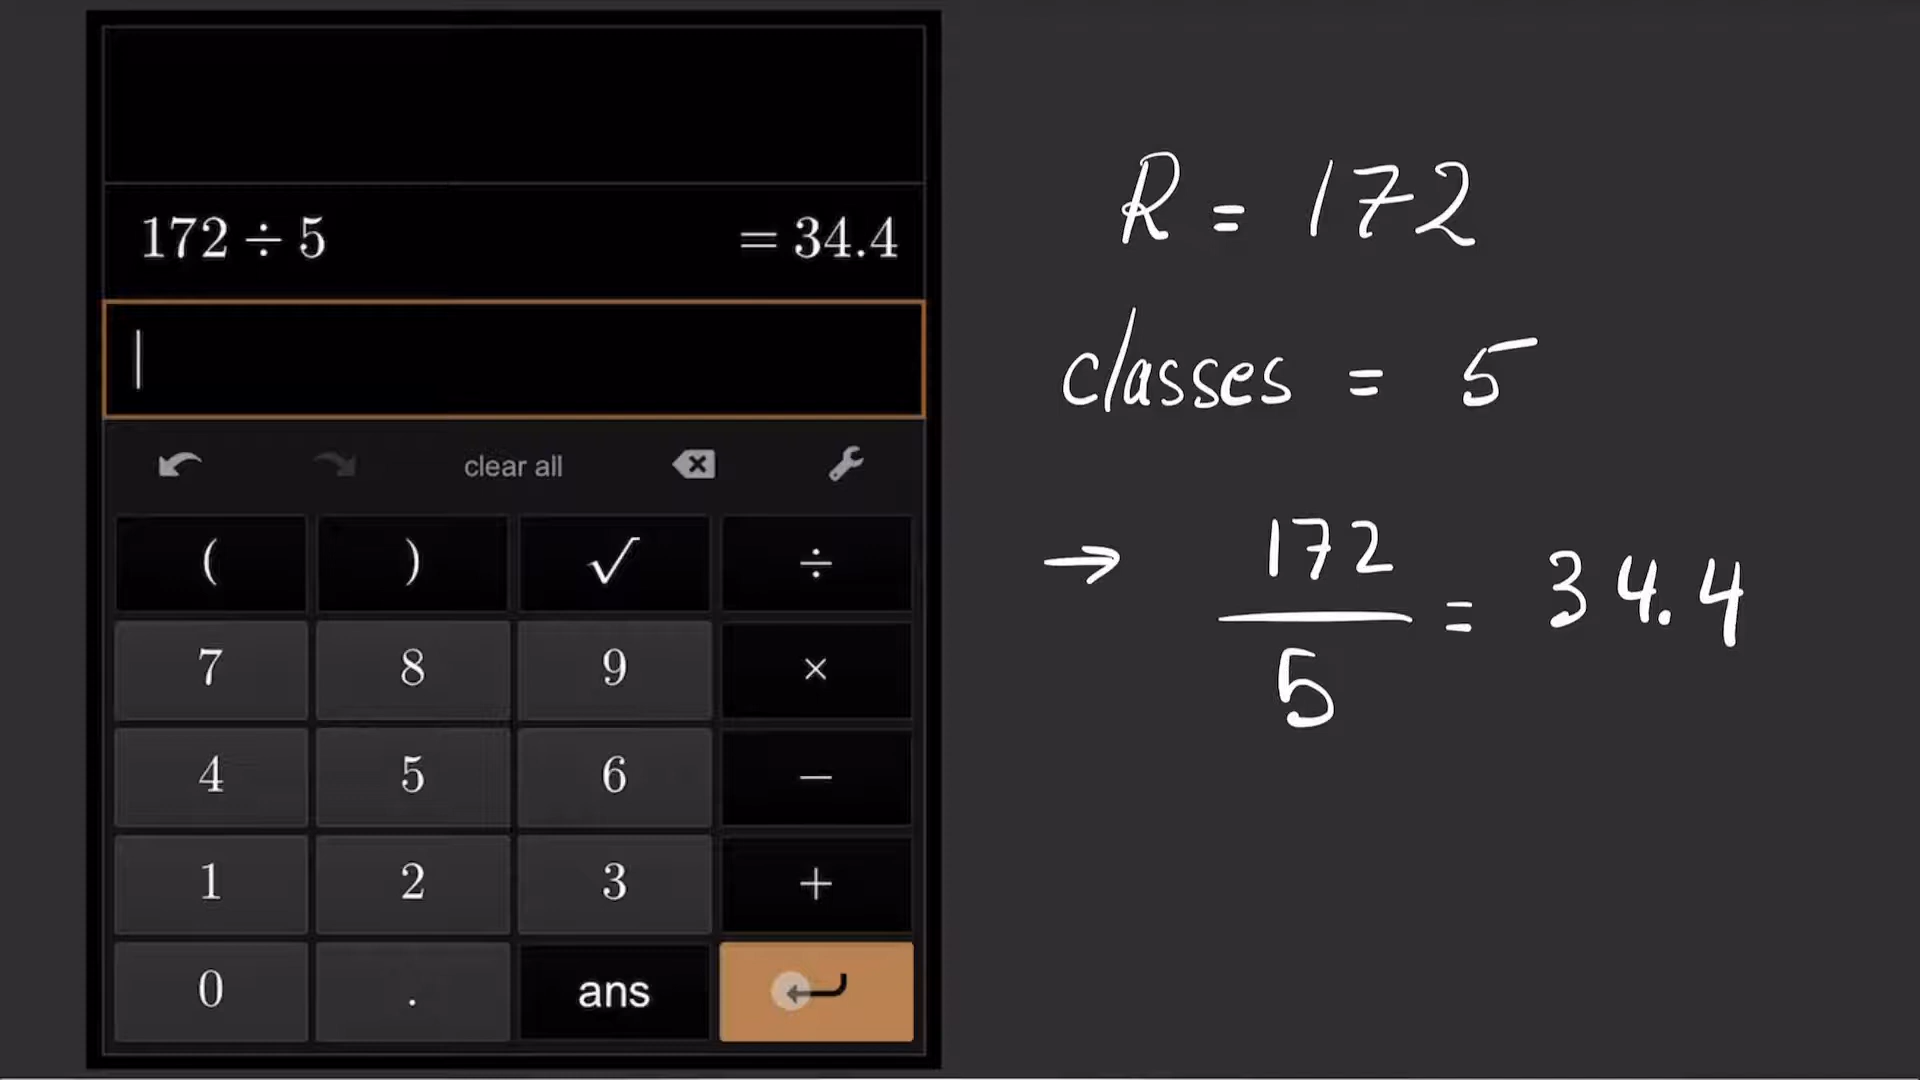 172 ÷ 5 = 34.4
clear all
( ) √ ÷
7 8 9 ×
4 5 6 −
1 2 3 +
0 . ans
R = 172
classes = 5
→ 172
5
= 34.4